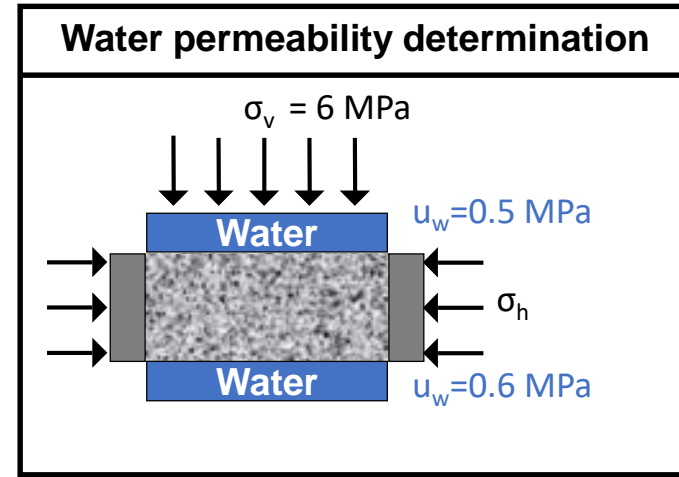 Water permeability determination
σv = 6 MPa
uw=0.5 MPa
Water
σh
Water
uw=0.6 MPa